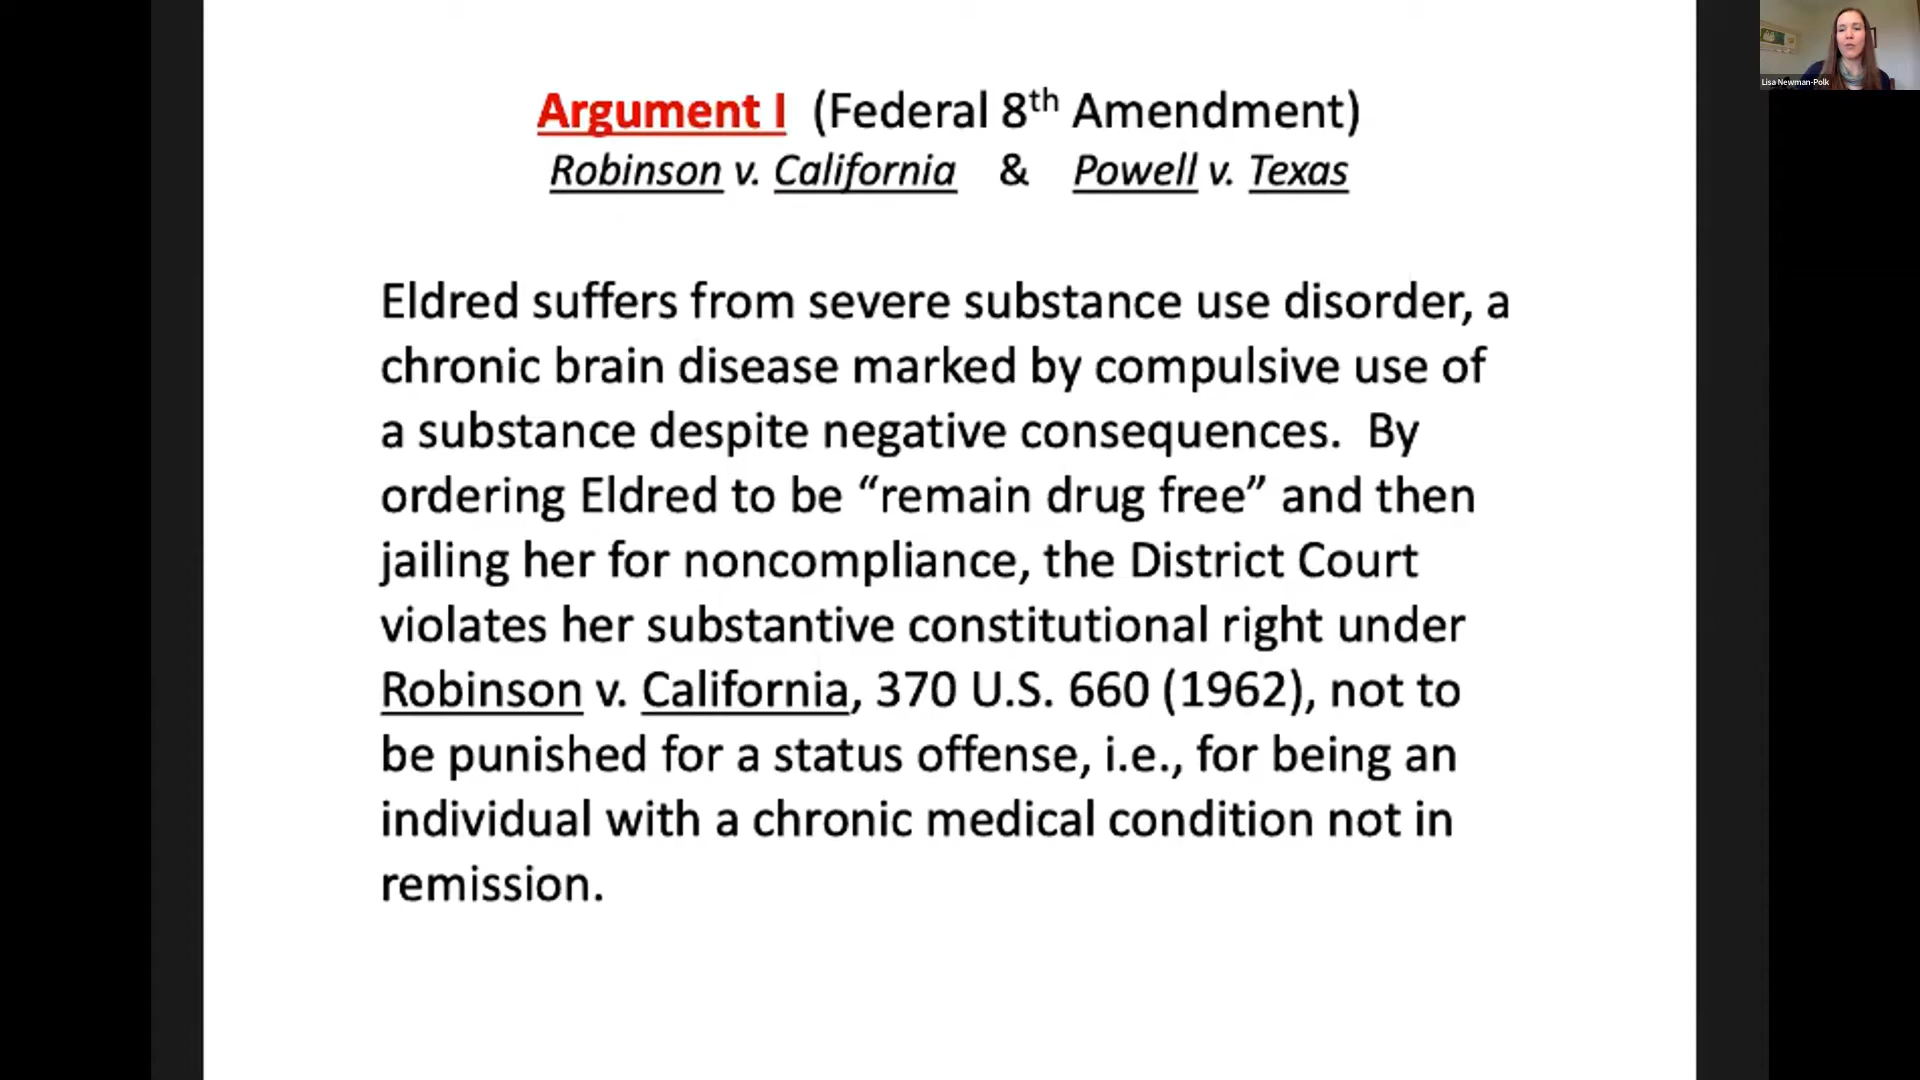 Argument I (Federal 8th Amendment)
Robinson v. California & Powell v. Texas
Eldred suffers from severe substance use disorder, a
chronic brain disease marked by compulsive use of
a substance despite negative consequences. By
ordering Eldred to be “remain drug free” and then
jailing her for noncompliance, the District Court
violates her substantive constitutional right under
Robinson v. California, 370 U.S. 660 (1962), not to
be punished for a status offense, i.e., for being an
individual with a chronic medical condition not in
remission.
Lisa Newman-Polk